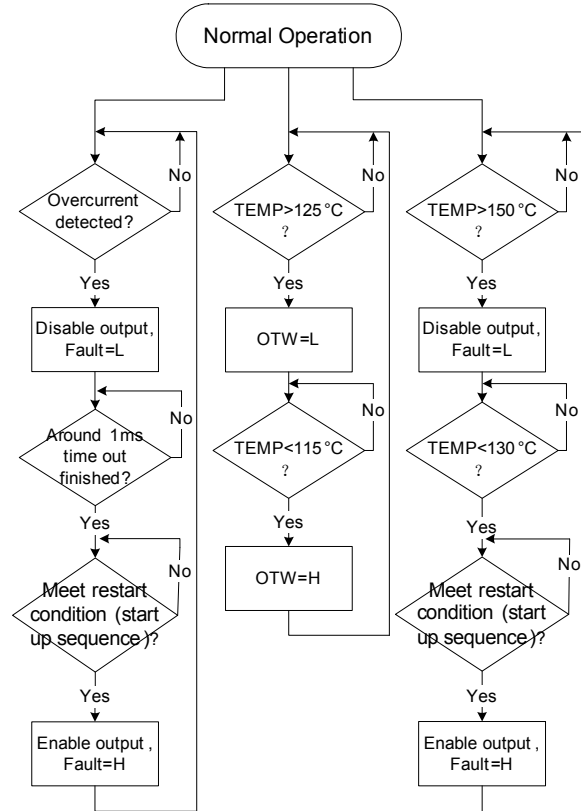 Normal Operation
Overcurrent
detected?
No
Yes
Disable output,
Fault=L
Around 1ms
time out
finished?
No
Yes
Meet restart
condition (start
up sequence)?
No
Yes
Enable output,
Fault=H
TEMP>125°C
?
No
Yes
OTW=L
TEMP<115°C
?
No
Yes
OTW=H
TEMP>150°C
?
No
Yes
Disable output,
Fault=L
TEMP<130°C
?
No
Yes
Meet restart
condition (start
up sequence)?
No
Yes
Enable output,
Fault=H